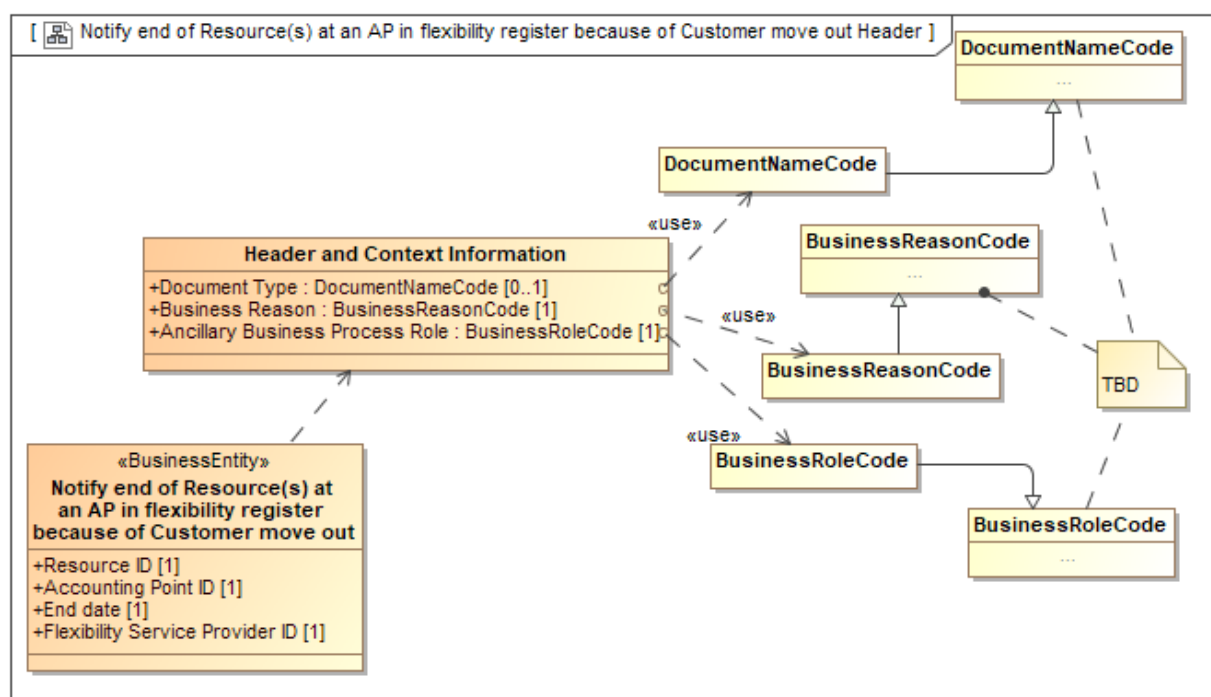 [ Notify end of Resource(s) at an AP in flexibility register because of Customer move out Header ]
DocumentNameCode
...
DocumentNameCode
«use»
BusinessReasonCode
...
Header and Context Information
+Document Type : DocumentNameCode [0..1]
+Business Reason : BusinessReasonCode [1]
+Ancillary Business Process Role : BusinessRoleCode [1]
«use»
BusinessReasonCode
TBD
«use»
BusinessRoleCode
«BusinessEntity»
Notify end of Resource(s) at
an AP in flexibility register
because of Customer move out
+Resource ID [1]
+Accounting Point ID [1]
+End date [1]
+Flexibility Service Provider ID [1]
BusinessRoleCode
...